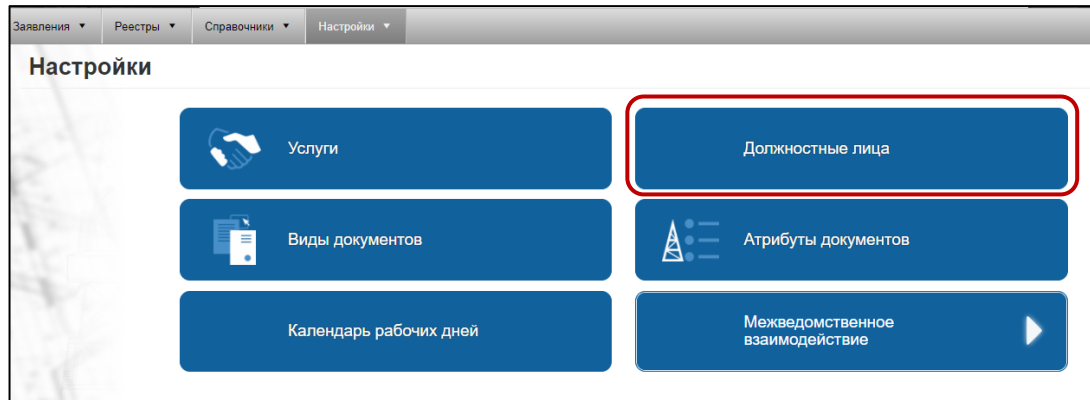 Заявления Реестры Справочники Настройки
Настройки
Услуги
Должностные лица
Виды документов
Атрибуты документов
Календарь рабочих дней
Межведомственное
взаимодействие